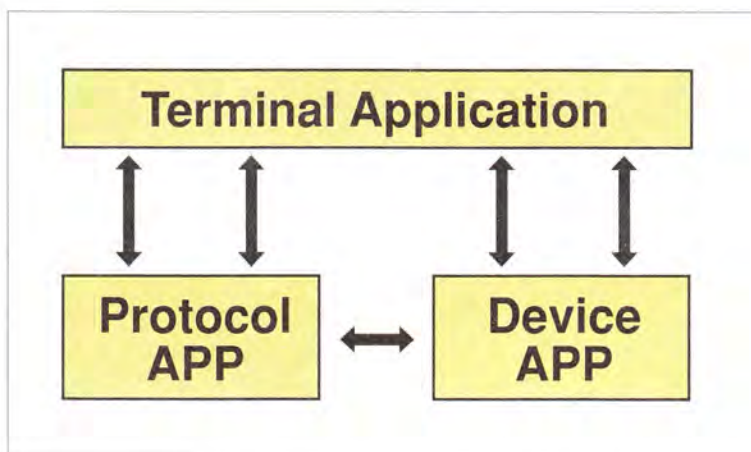 Terminal Application
Protocol
APP
Device
APP